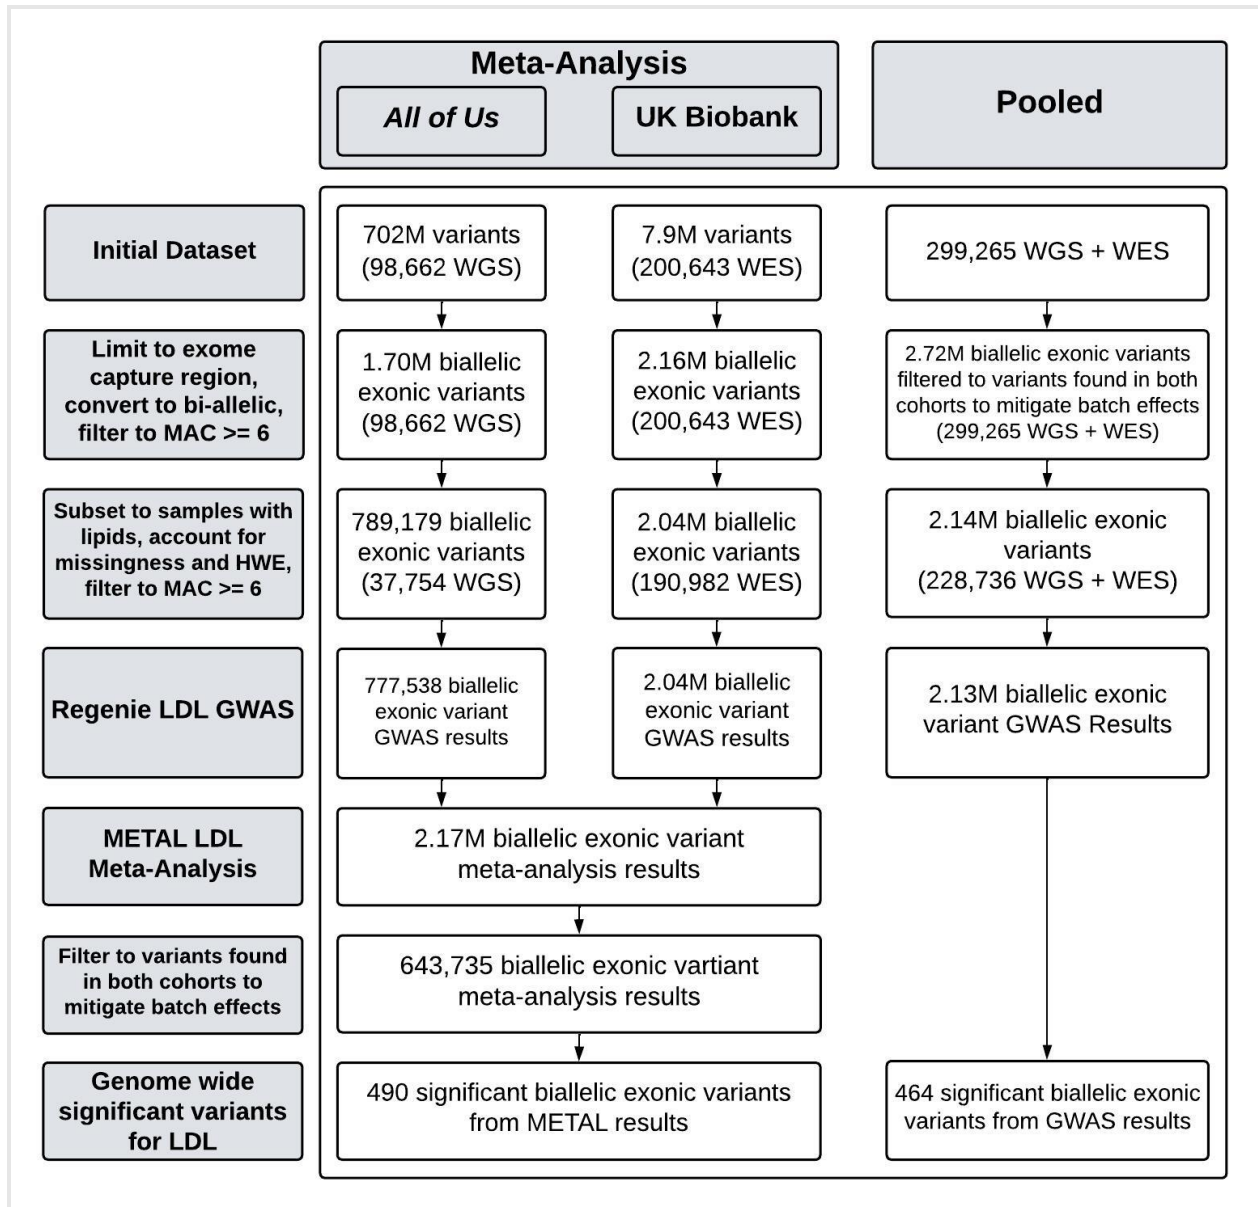 Meta-Analysis
All of Us
UK Biobank
Pooled
Initial Dataset
702M variants
(98,662 WGS)
7.9M variants
(200,643 WES)
299,265 WGS + WES
Limit to exome
capture region,
convert to bi-allelic,
filter to MAC >= 6
1.70M biallelic
exonic variants
(98,662 WGS)
2.16M biallelic
exonic variants
(200,643 WES)
2.72M biallelic exonic variants
filtered to variants found in both
cohorts to mitigate batch effects
(299,265 WGS + WES)
Subset to samples with
lipids, account for
missingness and HWE,
filter to MAC >= 6
789,179 biallelic
exonic variants
(37,754 WGS)
2.04M biallelic
exonic variants
(190,982 WES)
2.14M biallelic exonic
variants
(228,736 WGS + WES)
Regenie LDL GWAS
777,538 biallelic
exonic variant
GWAS results
2.04M biallelic
exonic variant
GWAS results
2.13M biallelic exonic
variant GWAS Results
METAL LDL
Meta-Analysis
2.17M biallelic exonic variant
meta-analysis results
Filter to variants found
in both cohorts to
mitigate batch effects
643,735 biallelic exonic vartiant
meta-analysis results
Genome wide
significant variants
for LDL
490 significant biallelic exonic variants
from METAL results
464 significant biallelic exonic
variants from GWAS results